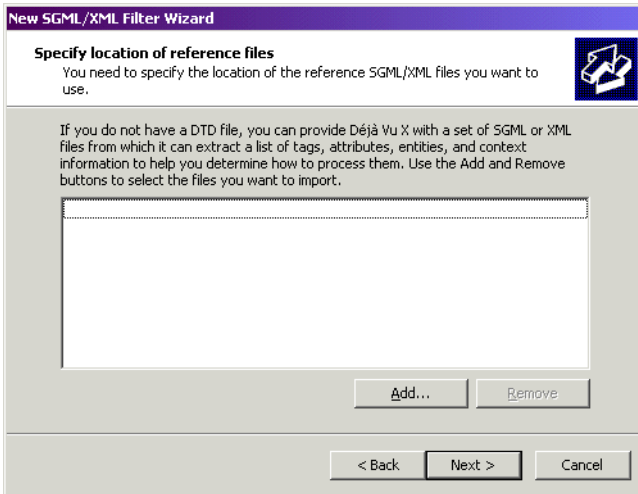 New SGML/XML Filter Wizard
Specify location of reference files
You need to specify the location of the reference SGML/XML files you want to
use.
If you do not have a DTD file, you can provide Déjà Vu X with a set of SGML or XML
files from which it can extract a list of tags, attributes, entities, and context
information to help you determine how to process them. Use the Add and Remove
buttons to select the files you want to import.
Add... Remove
< Back Next > Cancel